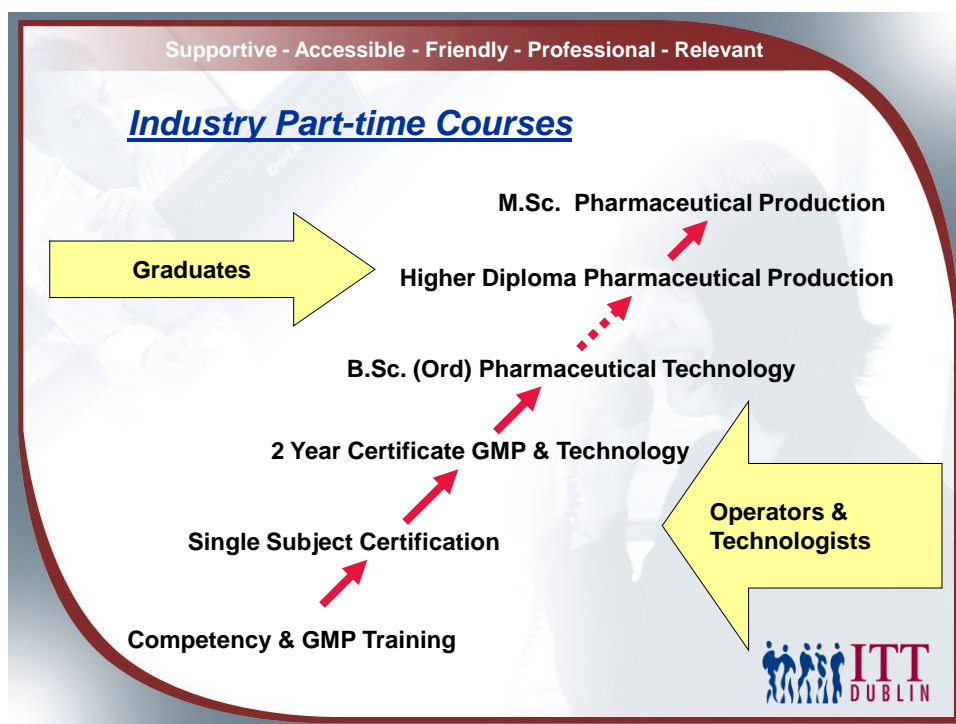 Supportive - Accessible - Friendly - Professional - Relevant
Industry Part-time Courses
M.Sc.  Pharmaceutical Production
Graduates
Higher Diploma Pharmaceutical Production
B.Sc. (Ord) Pharmaceutical Technology
2 Year Certificate GMP & Technology
Operators &
Technologists
Single Subject Certification
Competency & GMP Training
ITT
DUBLIN